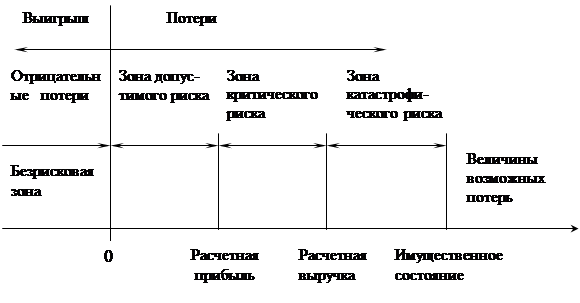 Выигрыш
Потери
Отрицательн
ые потери
Зона допус-
тимого риска
Зона
критического
риска
Зона
катастрофи-
ческого риска
Безрисковая
зона
Величины
возможных
потерь
0
Расчетная
прибыль
Расчетная
выручка
Имущественное
состояние